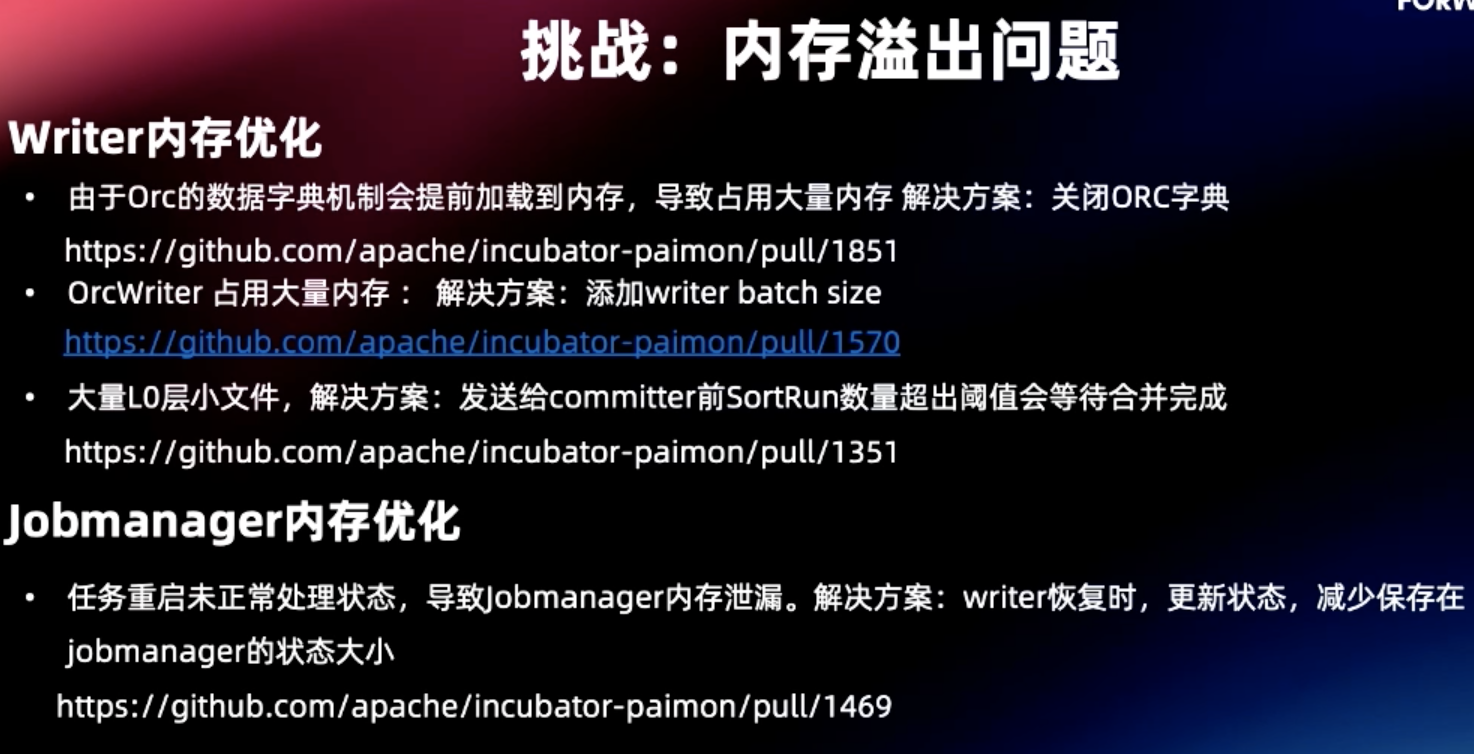 挑战：内存溢出问题
Writer内存优化
• 由于Orc的数据字典机制会提前加载到内存，导致占用大量内存 解决方案：关闭ORC字典
https://github.com/apache/incubator-paimon/pull/1851
• OrcWriter 占用大量内存 ： 解决方案：添加writer batch size
https://github.com/apache/incubator-paimon/pull/1570
• 大量L0层小文件，解决方案：发送给committer前SortRun数量超出阈值会等待合并完成
https://github.com/apache/incubator-paimon/pull/1351
Jobmanager内存优化
• 任务重启未正常处理状态，导致Jobmanager内存泄漏。解决方案：writer恢复时，更新状态，减少保存在
jobmanager的状态大小
https://github.com/apache/incubator-paimon/pull/1469